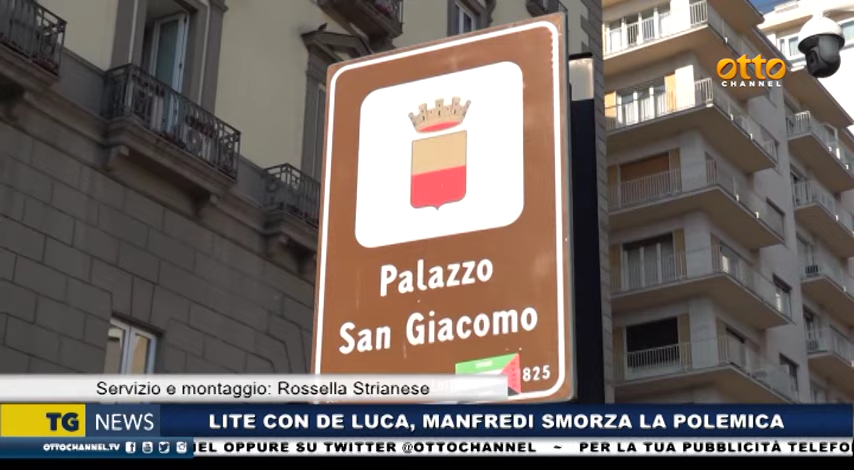 otto
CHANNEL
Palazzo
San Giacomo
825
Servizio e montaggio: Rossella Strianese
TG NEWS
LITE CON DE LUCA, MANFREDI SMORZA LA POLEMICA
OTTOCHANNEL.TV
NEL OPPURE SU TWITTER @OTTOCHANNEL ~ PER LA TUA PUBBLICITÀ TELEFO